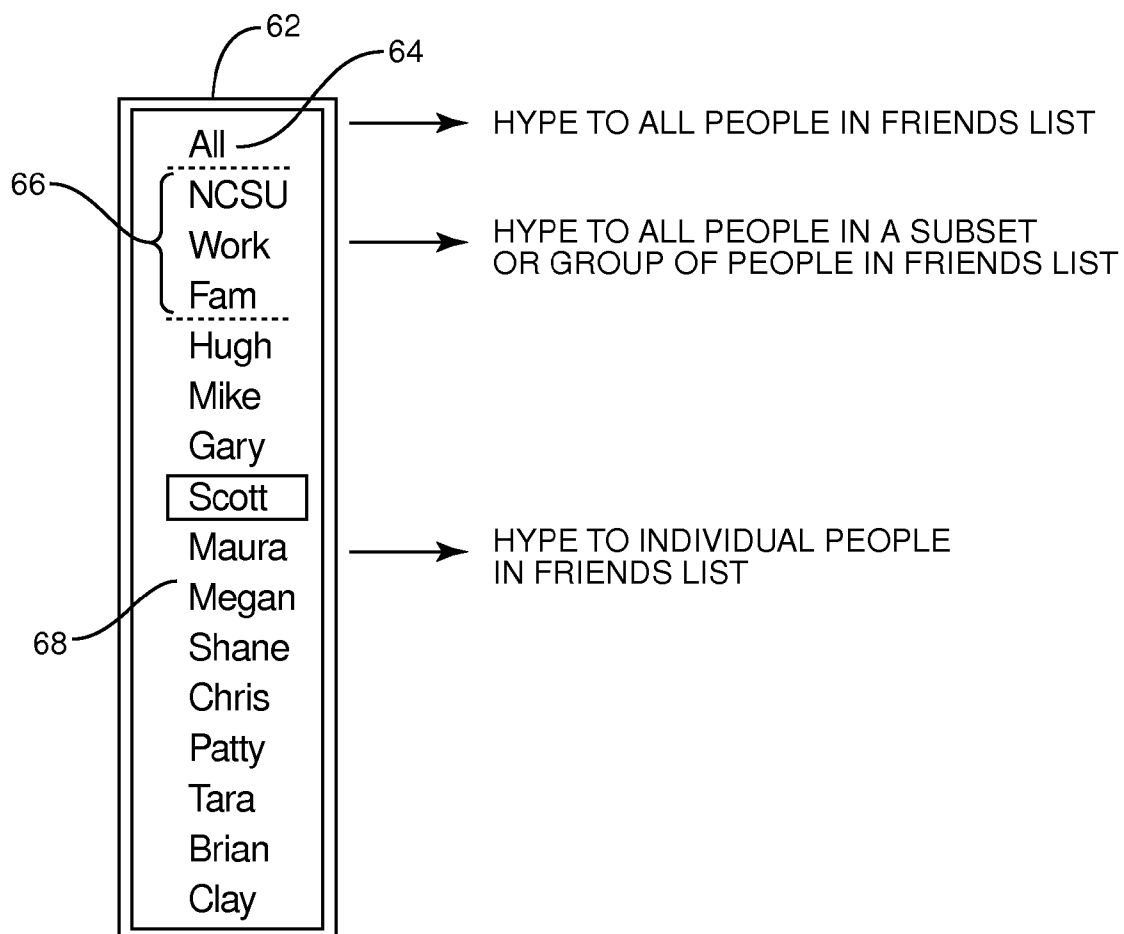 62
64
All
HYPE TO ALL PEOPLE IN FRIENDS LIST
66
NCSU
Work
Fam
HYPE TO ALL PEOPLE IN A SUBSET
OR GROUP OF PEOPLE IN FRIENDS LIST
Hugh
Mike
Gary
Scott
Maura
HYPE TO INDIVIDUAL PEOPLE
IN FRIENDS LIST
Megan
68
Shane
Chris
Patty
Tara
Brian
Clay